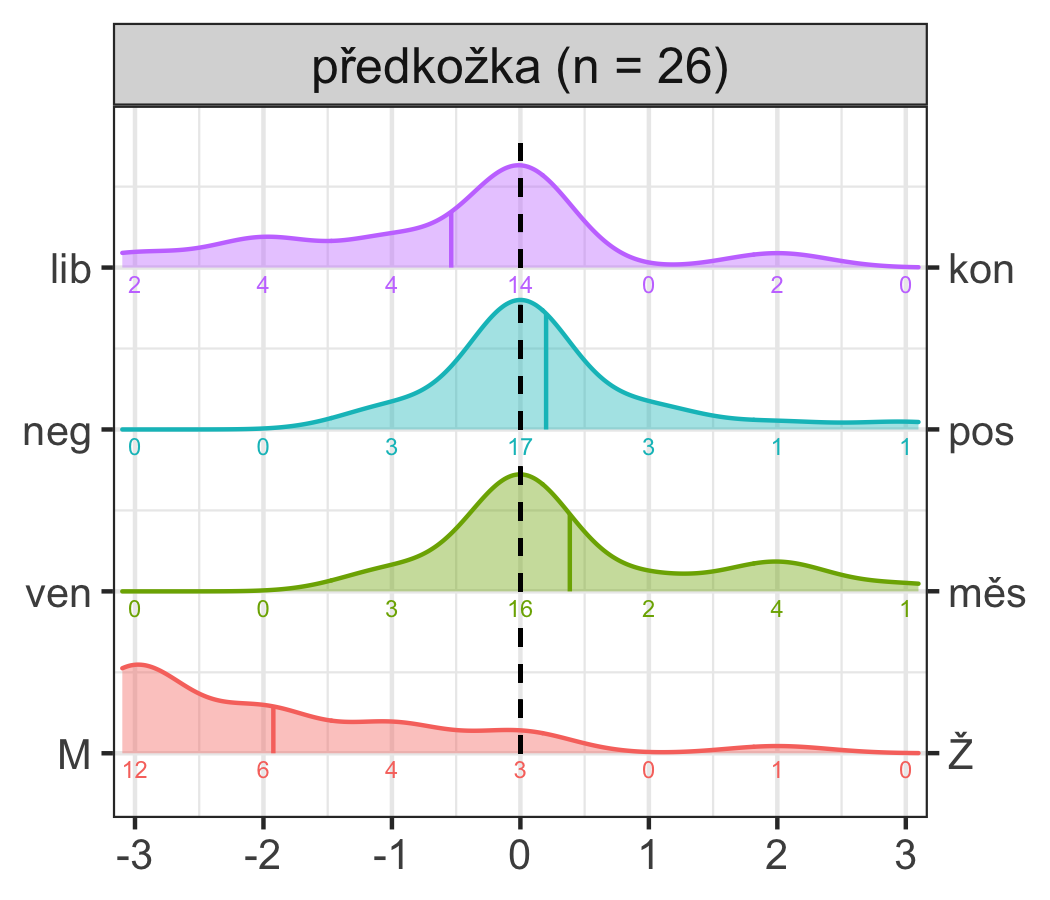 předkožka (n = 26)
lib kon
2 4 4 14 0 2 0
neg pos
0 0 3 17 3 1 1
ven měs
0 0 3 16 2 4 1
M Ž
12 6 4 3 0 1 0
-3 -2 -1 0 1 2 3